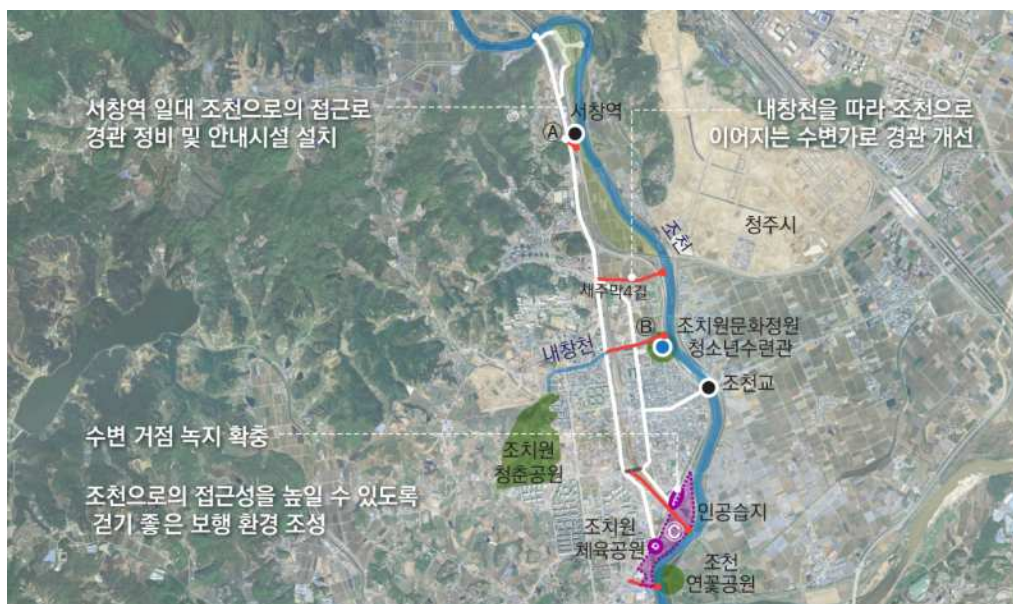 서창역 일대 조천으로의 접근로
경관 정비 및 안내시설 설치
서창역
Ⓐ
내창천을 따라 조천으로
이어지는 수변가로 경관 개선
청주시
조천
새주막4길
Ⓑ
조치원문화정원
청소년수련관
내창천
조천교
수변 거점 녹지 확충
조치원
청춘공원
조천으로의 접근성을 높일 수 있도록
걷기 좋은 보행 환경 조성
인공습지
Ⓒ
조치원
체육공원
조천
연꽃공원